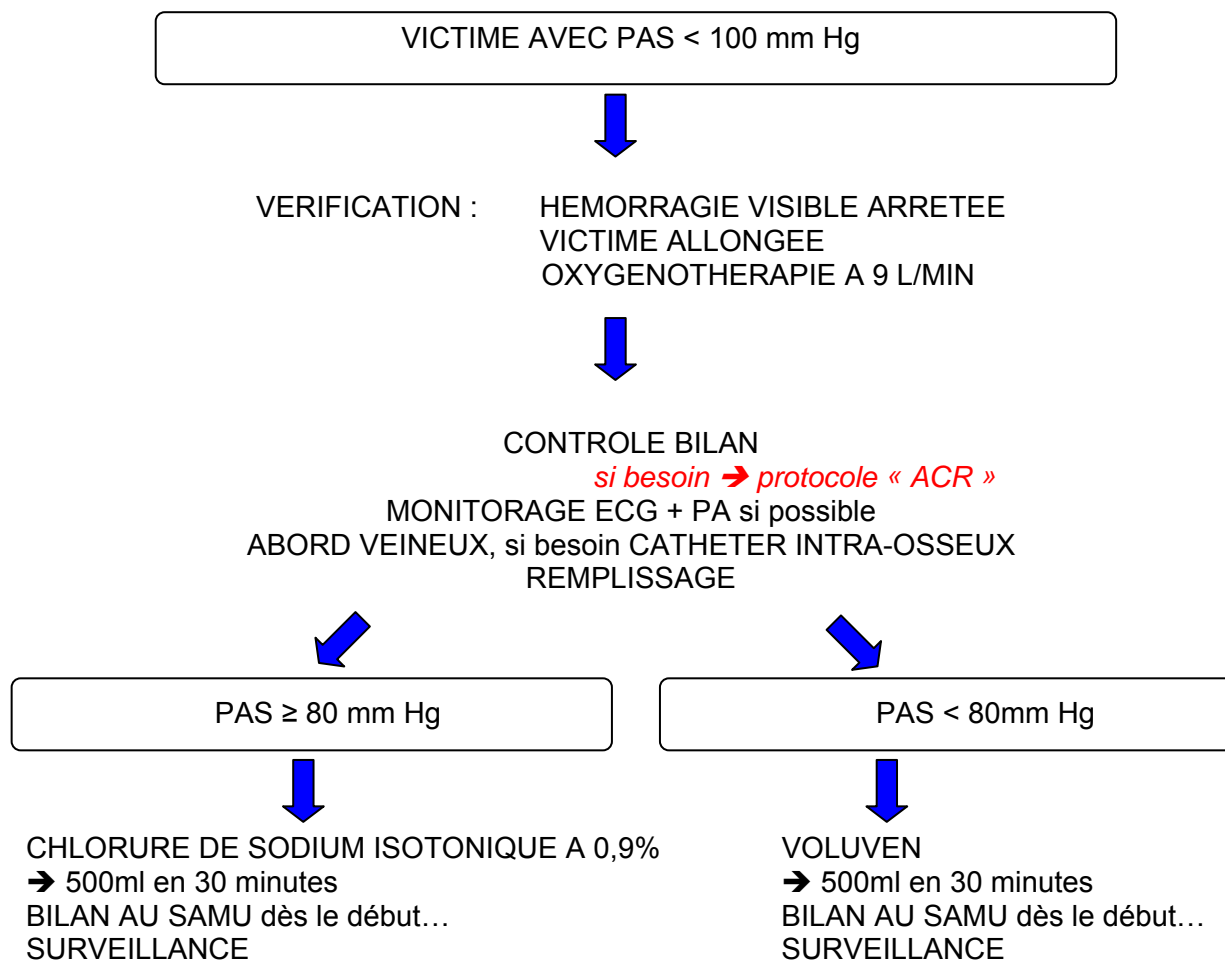 VICTIME AVEC PAS < 100 mm Hg
VERIFICATION : HEMORRAGIE VISIBLE ARRETEE
VICTIME ALLONGEE
OXYGENOTHERAPIE A 9 L/MIN
CONTROLE BILAN
si besoin ➔ protocole « ACR »
MONITORAGE ECG + PA si possible
ABORD VEINEUX, si besoin CATHETER INTRA-OSSEUX
REMPLISSAGE
PAS ≥ 80 mm Hg
CHLORURE DE SODIUM ISOTONIQUE A 0,9%
➔ 500ml en 30 minutes
BILAN AU SAMU dès le début…
SURVEILLANCE
PAS < 80mm Hg
VOLUVEN
➔ 500ml en 30 minutes
BILAN AU SAMU dès le début…
SURVEILLANCE